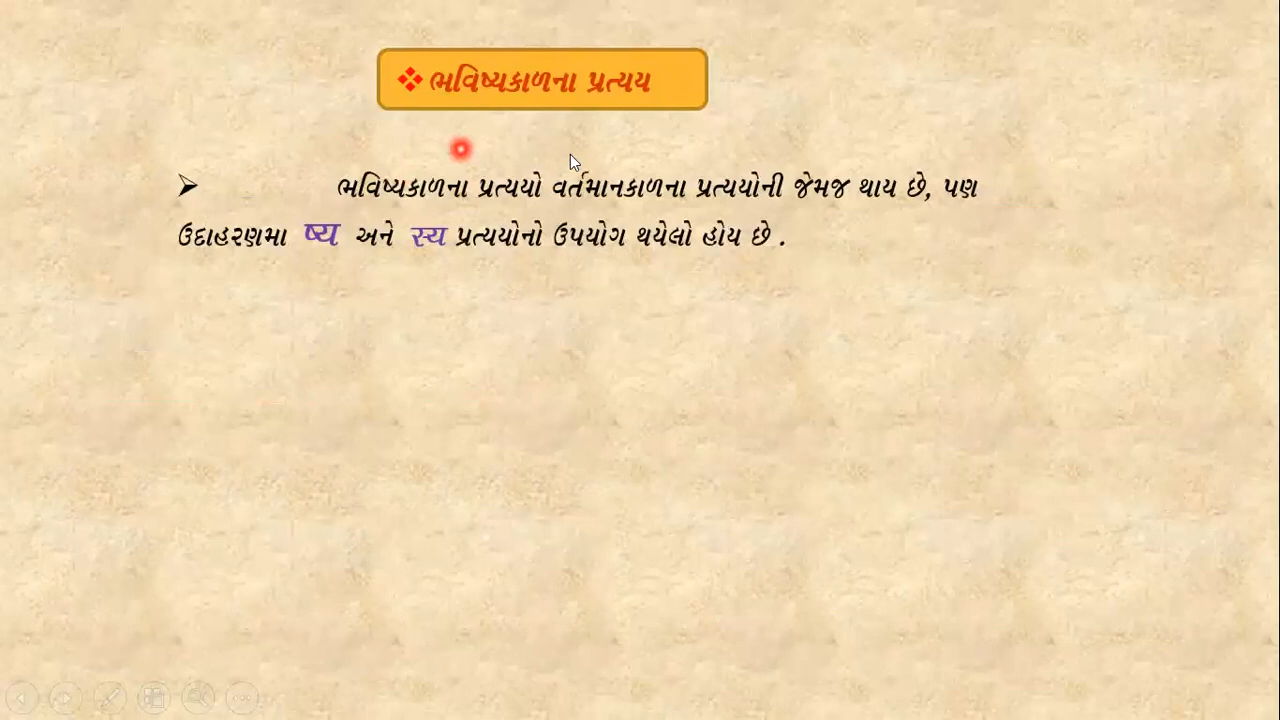 ❖ ભવિષ્યકાળના પ્રત્યય
➢ ભવિષ્યકાળના પ્રત્યયો વર્તમાનકાળના પ્રત્યયોની જેમજ થાય છે, પણ
ઉદાહરણમા ष्य અને स्य પ્રત્યયોનો ઉપયોગ થયેલો હોય છે .